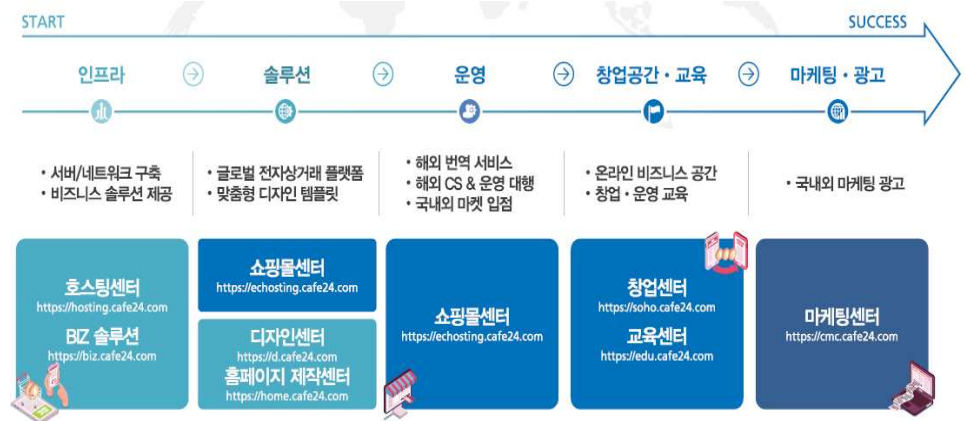 START
SUCCESS
인프라
솔루션
운영
창업공간 · 교육
마케팅 · 광고
• 서버/네트워크 구축
• 비즈니스 솔루션 제공
• 글로벌 전자상거래 플랫폼
• 맞춤형 디자인 템플릿
• 해외 번역 서비스
• 해외 CS & 운영 대행
• 국내외 마켓 입점
• 온라인 비즈니스 공간
• 창업 · 운영 교육
• 국내외 마케팅 광고
호스팅센터
https://hosting.cafe24.com
BIZ 솔루션
https://biz.cafe24.com
쇼핑몰센터
https://echosting.cafe24.com
디자인센터
https://d.cafe24.com
홈페이지 제작센터
https://home.cafe24.com
쇼핑몰센터
https://echosting.cafe24.com
창업센터
https://soho.cafe24.com
교육센터
https://edu.cafe24.com
마케팅센터
https://cmc.cafe24.com